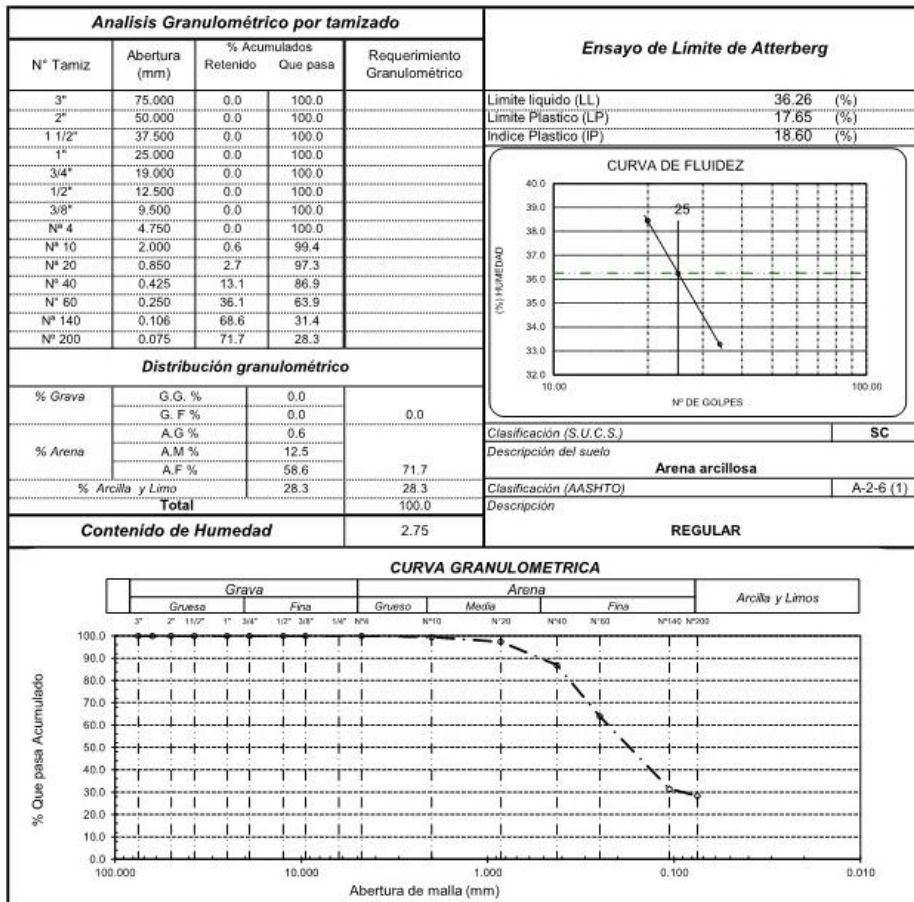 Analisis Granulométrico por tamizado
N° Tamiz Abertura (mm) % Acumulados Retenido Que pasa Requerimiento Granulométrico
3" 75.000 0.0 100.0
2" 50.000 0.0 100.0
1 1/2" 37.500 0.0 100.0
1" 25.000 0.0 100.0
3/4" 19.000 0.0 100.0
1/2" 12.500 0.0 100.0
3/8" 9.500 0.0 100.0
Nª 4 4.750 0.0 100.0
Nª 10 2.000 0.6 99.4
Nª 20 0.850 2.7 97.3
Nº 40 0.425 13.1 86.9
N° 60 0.250 36.1 63.9
Nª 140 0.106 68.6 31.4
Nº 200 0.075 71.7 28.3
Distribución granulométrico
% Grava G.G. % 0.0
G. F % 0.0 0.0
A.G % 0.6
% Arena A.M % 12.5
A.F % 58.6 71.7
% Arcilla y Limo 28.3 28.3
Total 100.0
Contenido de Humedad 2.75
Ensayo de Límite de Atterberg
Limite liquido (LL) 36.26 (%)
Limite Plastico (LP) 17.65 (%)
Indice Plastico (IP) 18.60 (%)
CURVA DE FLUIDEZ
40.0
39.0
25
38.0
37.0
36.0
35.0
34.0
33.0
32.0
(%) HUMEDAD
10.00 100.00
Nº DE GOLPES
Clasificación (S.U.C.S.) SC
Descripción del suelo
Arena arcillosa
Clasificación (AASHTO) A-2-6 (1)
Descripción
REGULAR
CURVA GRANULOMETRICA
Grava Arena Arcilla y Limos
Gruesa Fina Grueso Media Fina
3" 2" 11/2" 1" 3/4" 1/2" 3/8" 1/4" Nº4 N°10 N°20 N°40 N°60 Nº140 N°200
100.0
90.0
80.0
70.0
60.0
50.0
40.0
30.0
20.0
10.0
0.0
% Que pasa Acumulado
100.000 10.000 1.000 0.100 0.010
Abertura de malla (mm)